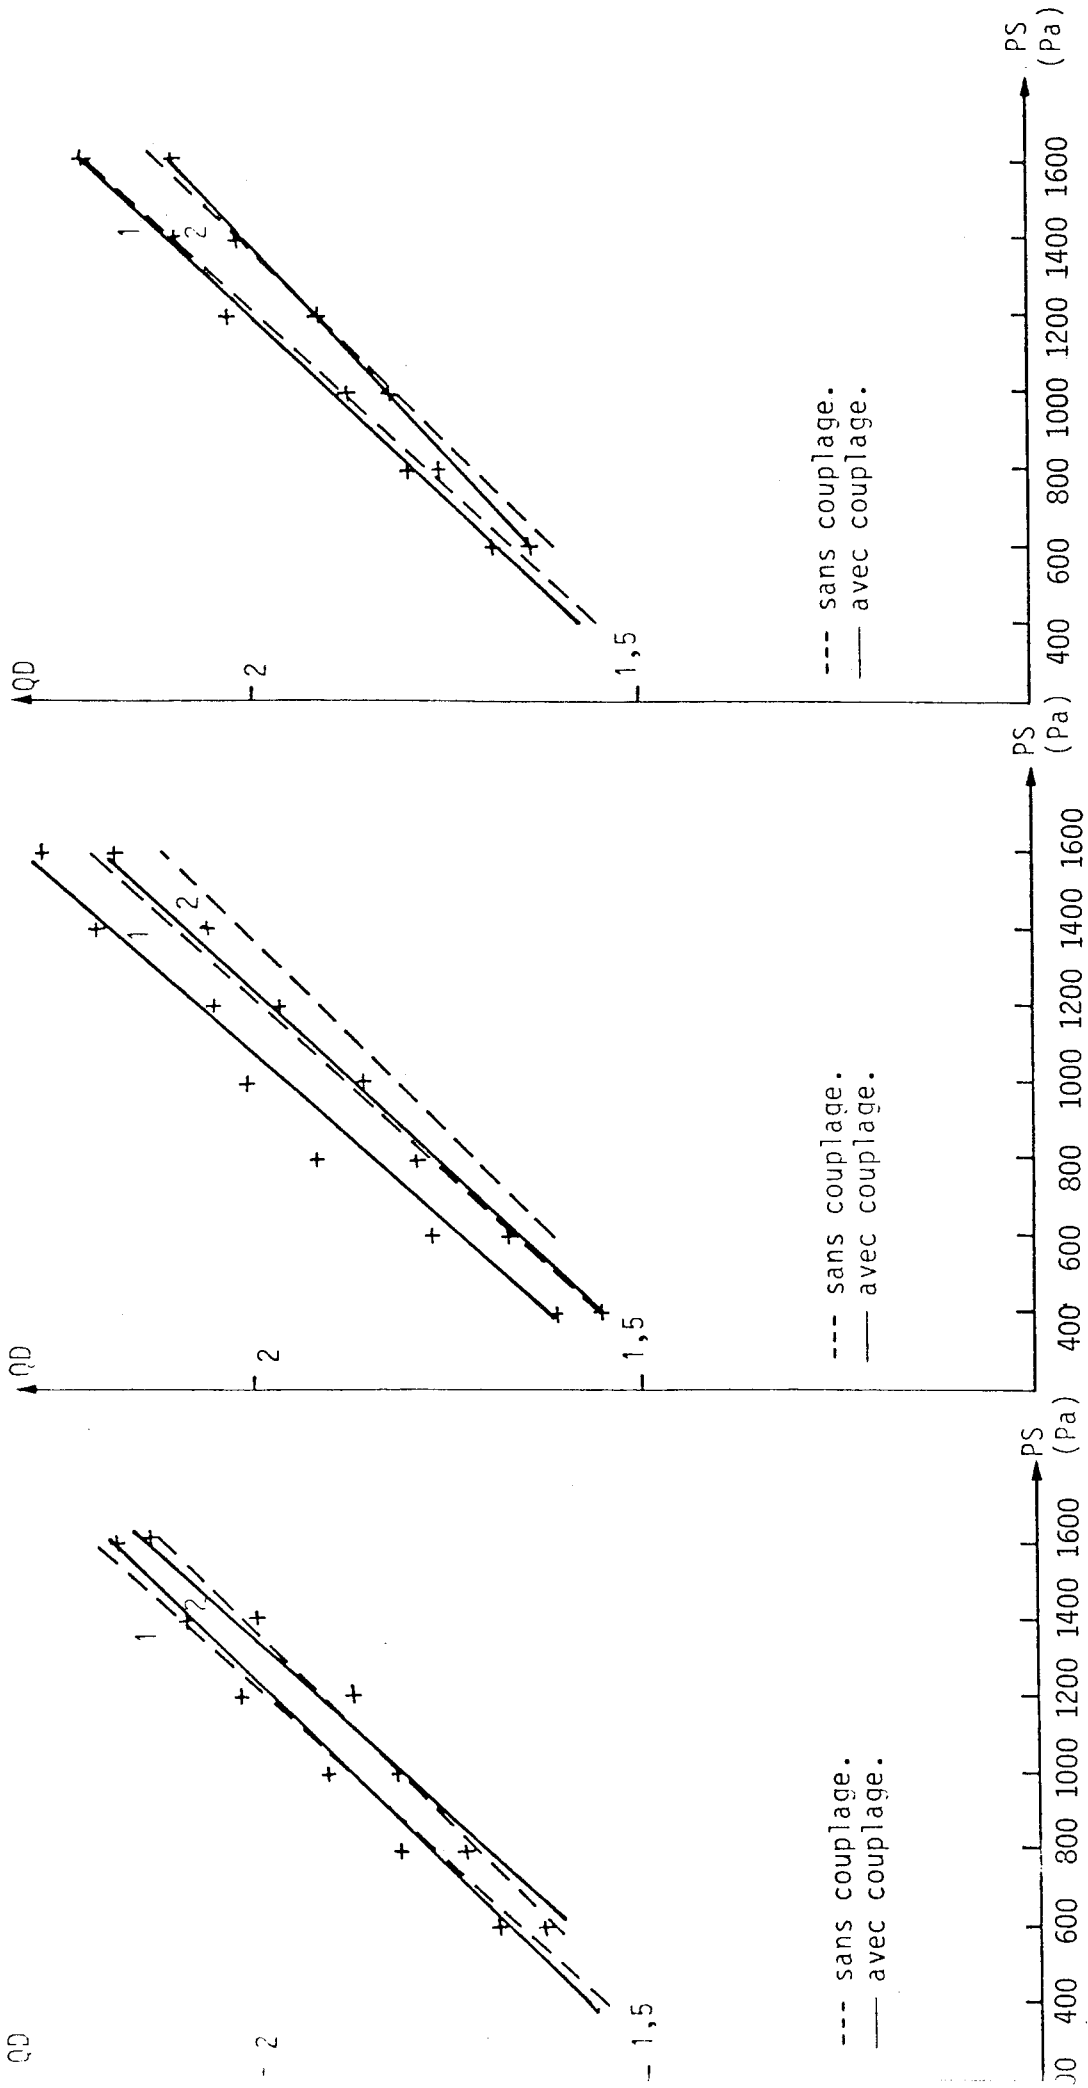 QD
2
1,5
1
2
--- sans couplage.
— avec couplage.
00 400 600 800 1000 1200 1400 1600
PS
(Pa)
QD
2
1,5
1
2
--- sans couplage.
— avec couplage.
400 600 800 1000 1200 1400 1600
PS
(Pa)
QD
2
1,5
1
2
--- sans couplage.
— avec couplage.
400 600 800 1000 1200 1400 1600
PS
(Pa)